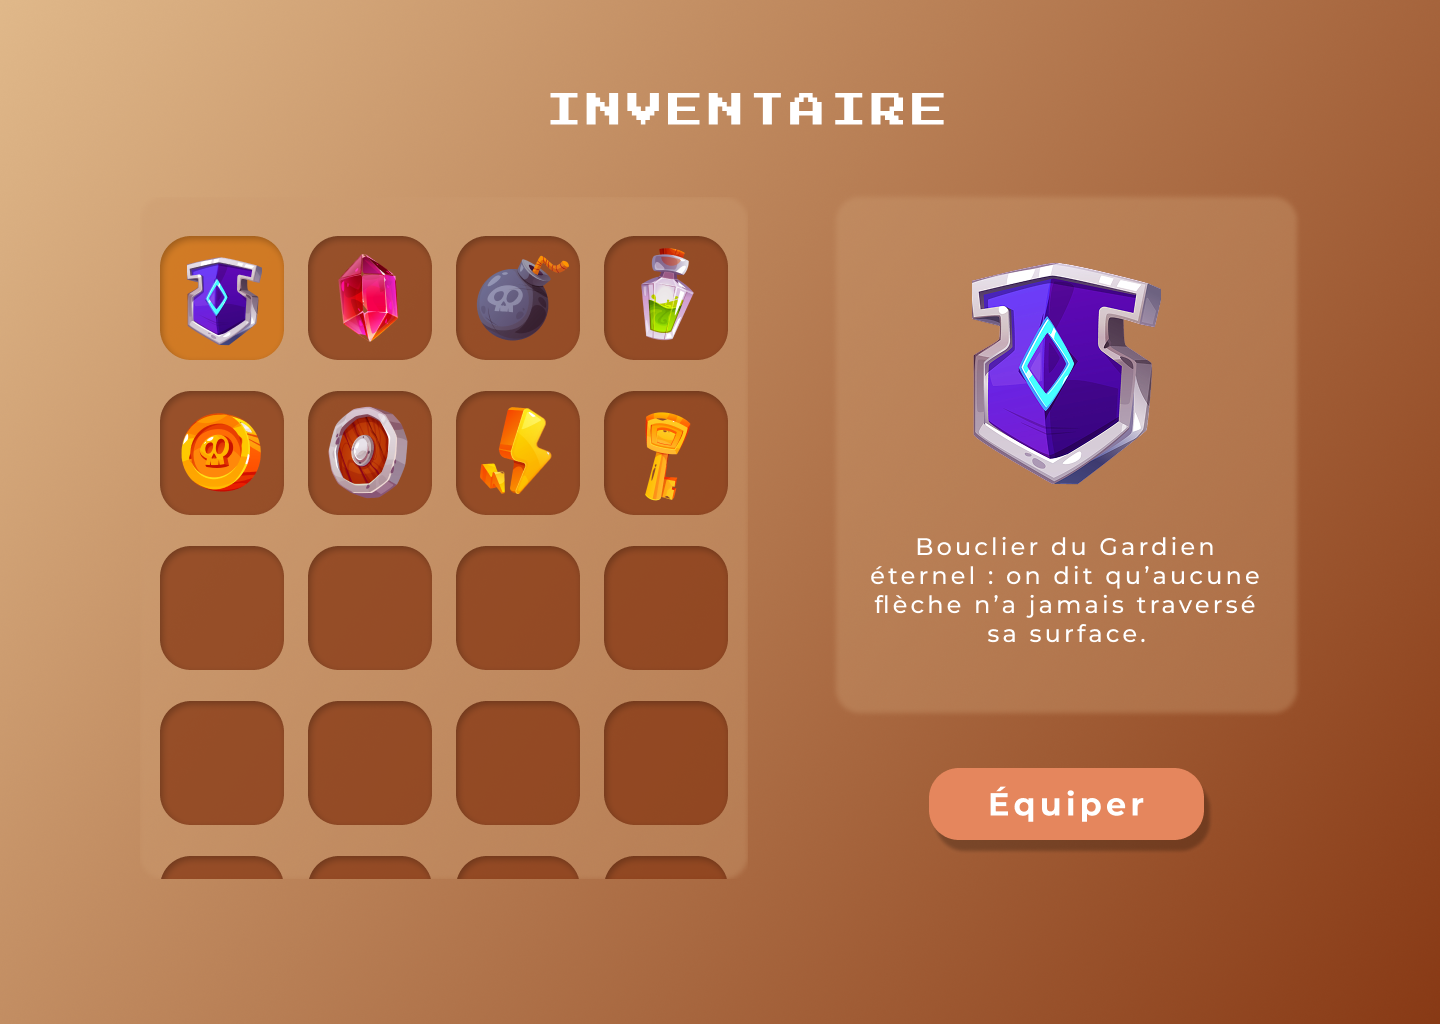 INVENTAIRE
Bouclier du Gardien
éternel : on dit qu’aucune
flèche n’a jamais traversé
sa surface.
Équiper